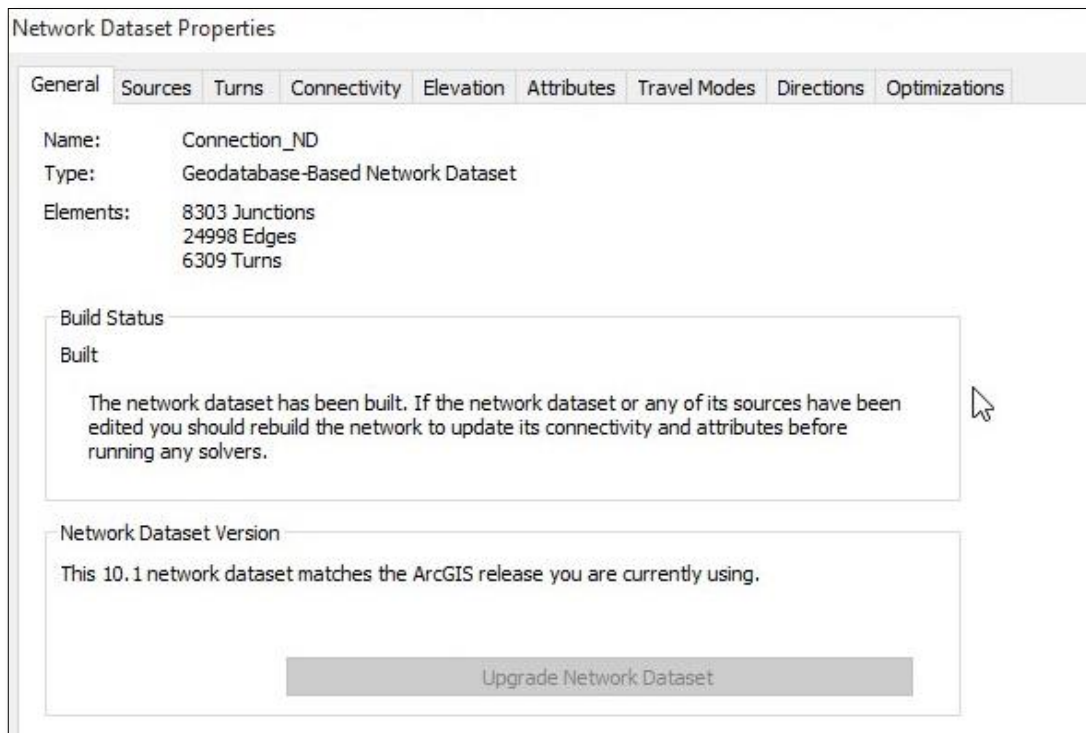 Network Dataset Properties
General Sources Turns Connectivity Elevation Attributes Travel Modes Directions Optimizations
Name: Connection_ND
Type: Geodatabase-Based Network Dataset
Elements: 8303 Junctions
24998 Edges
6309 Turns
Build Status
Built
The network dataset has been built. If the network dataset or any of its sources have been
edited you should rebuild the network to update its connectivity and attributes before
running any solvers.
Network Dataset Version
This 10.1 network dataset matches the ArcGIS release you are currently using.
Upgrade Network Dataset